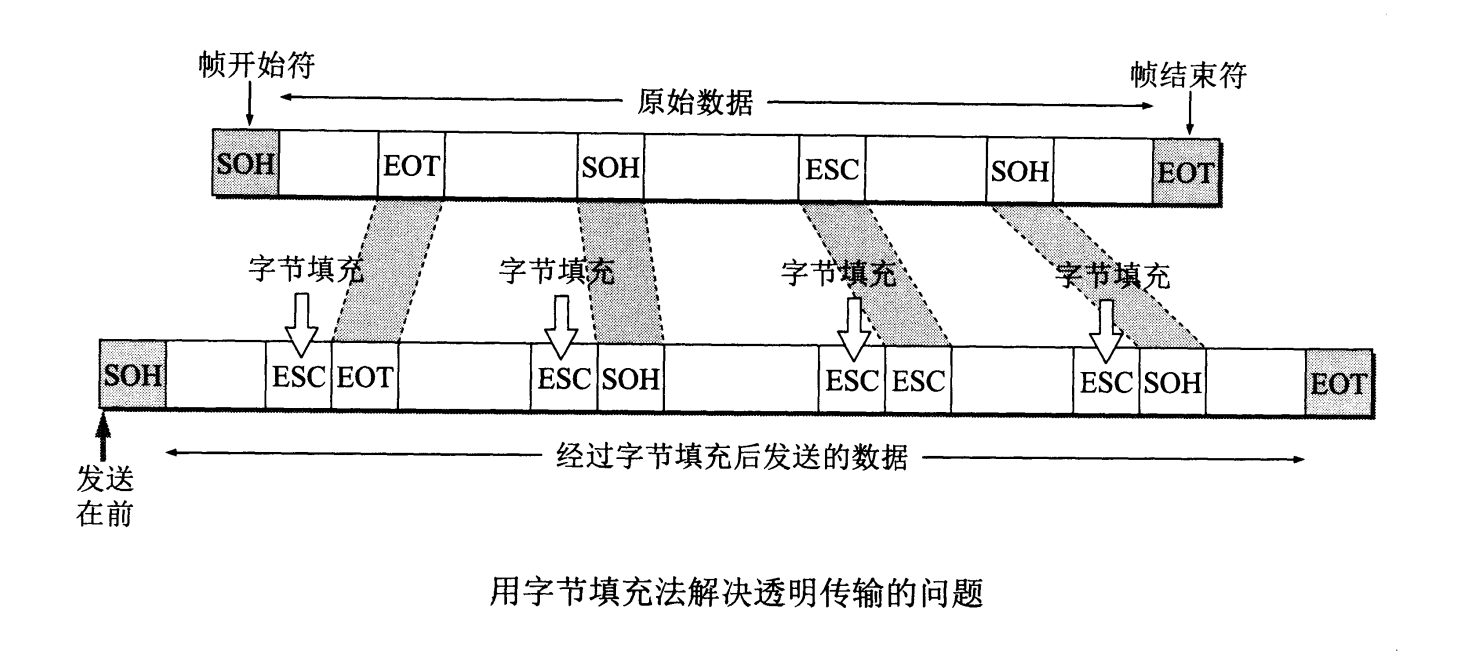 帧开始符
帧结束符
原始数据
SOH EOT SOH ESC SOH EOT
字节填充 字节填充 字节填充 字节填充
SOH ESC EOT ESC SOH ESC ESC ESC SOH EOT
经过字节填充后发送的数据
发送
在前
用字节填充法解决透明传输的问题